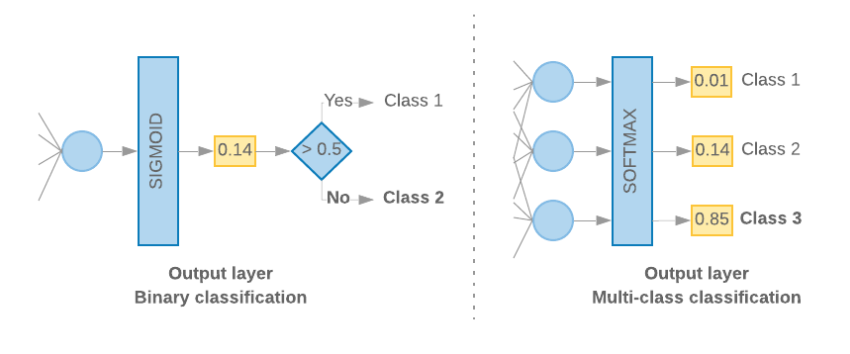 SIGMOID
0.14
> 0.5
Yes
Class 1
No
Class 2
Output layer
Binary classification
SOFTMAX
0.01
Class 1
0.14
Class 2
0.85
Class 3
Output layer
Multi-class classification